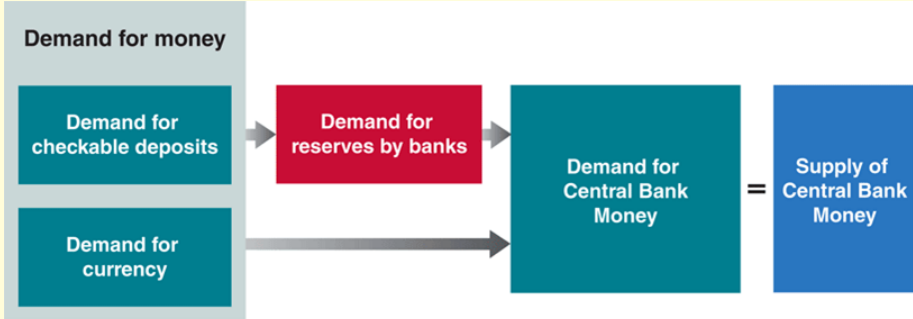 Demand for money
Demand for
checkable deposits
Demand for
reserves by banks
Demand for
currency
Demand for
Central Bank
Money
=
Supply of
Central Bank
Money